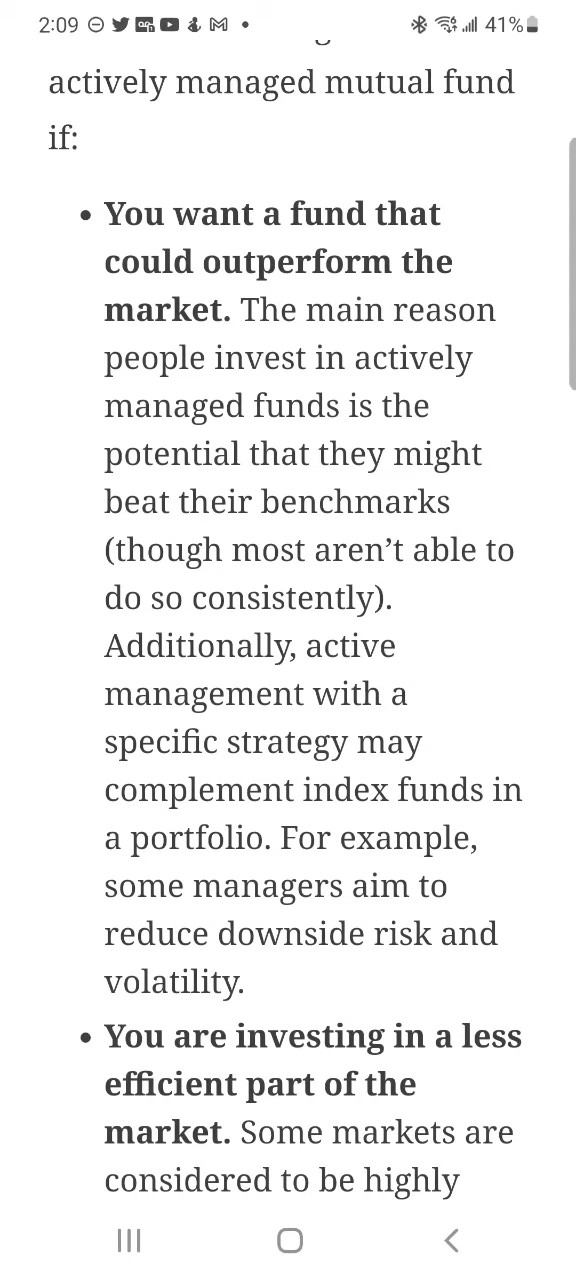 2:09
41%
actively managed mutual fund
if:
• You want a fund that
could outperform the
market. The main reason
people invest in actively
managed funds is the
potential that they might
beat their benchmarks
(though most aren’t able to
do so consistently).
Additionally, active
management with a
specific strategy may
complement index funds in
a portfolio. For example,
some managers aim to
reduce downside risk and
volatility.
• You are investing in a less
efficient part of the
market. Some markets are
considered to be highly